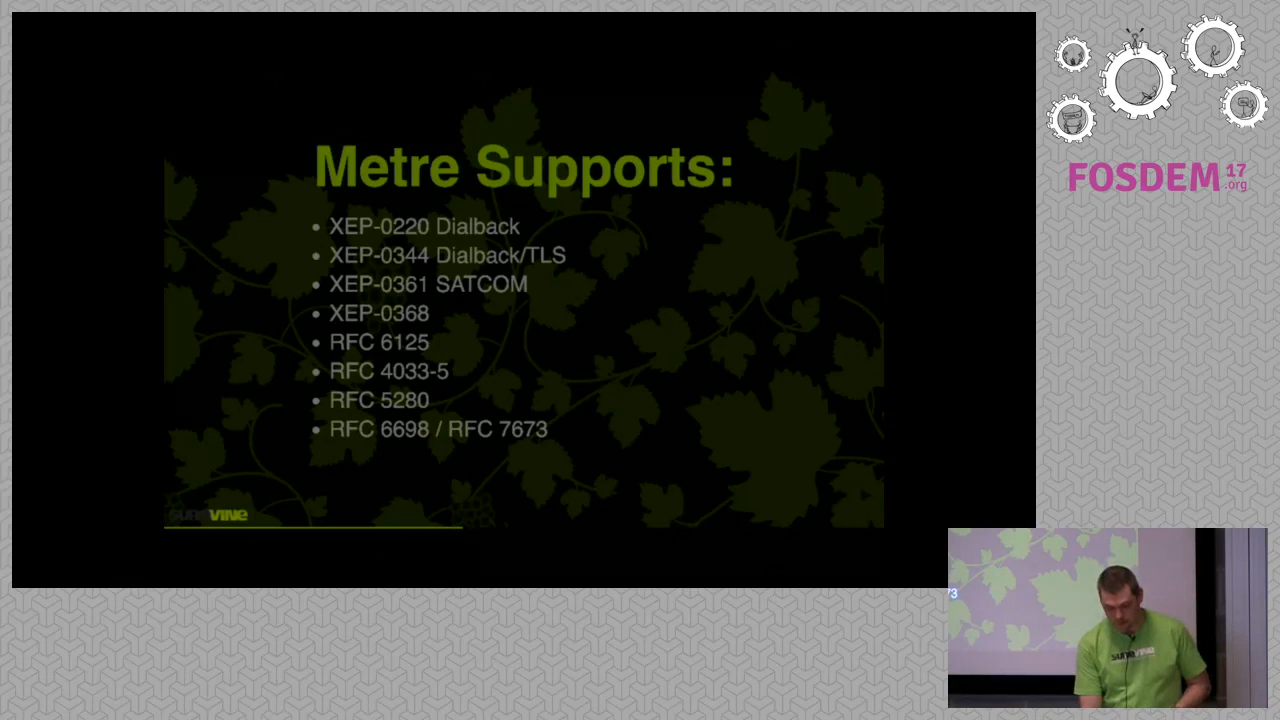 Metre Supports:
• XEP-0220 Dialback
• XEP-0344 Dialback/TLS
• XEP-0361 SATCOM
• XEP-0368
• RFC 6125
• RFC 4033-5
• RFC 5280
• RFC 6698 / RFC 7673
surevine
FOSDEM 17
.org
73
surevine